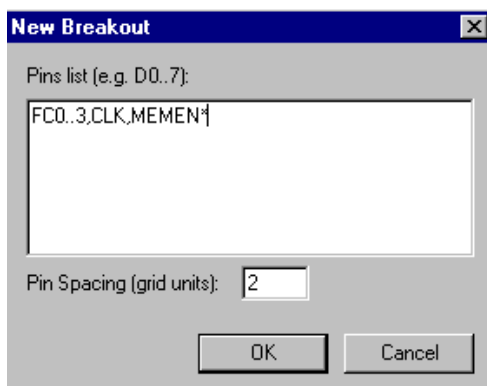 New Breakout
Pins list (e.g. D0..7):
FC0..3,CLK,MEMEN*
Pin Spacing (grid units): 2
OK Cancel